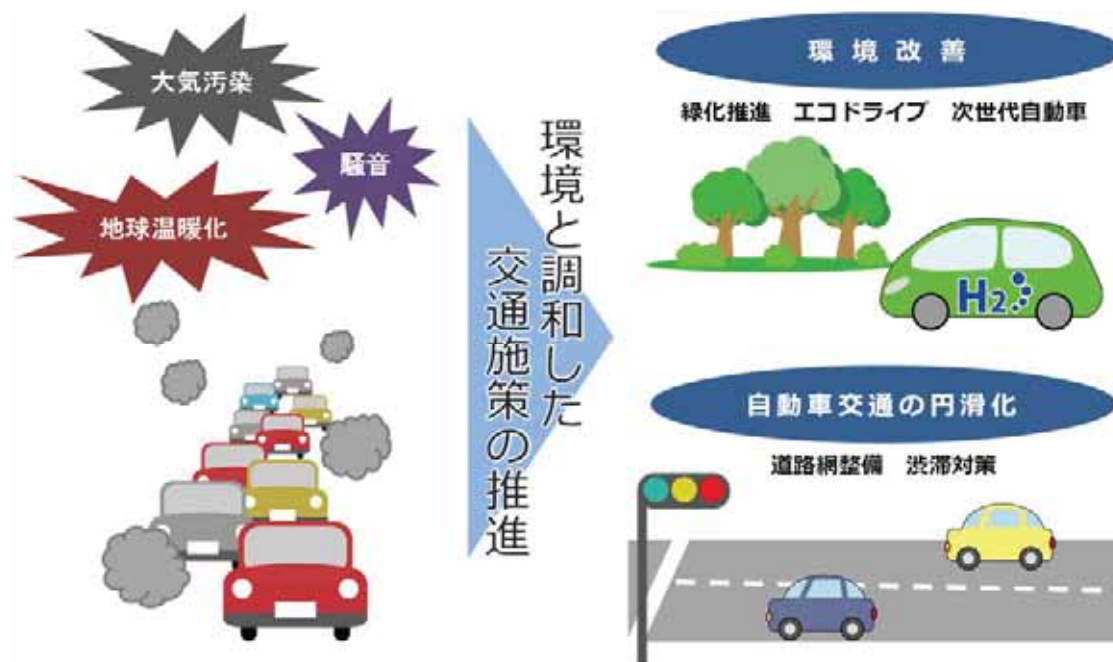 大気汚染
騒音
地球温暖化
環境と調和した
交通施策の推進
環境改善
緑化推進 エコドライブ 次世代自動車
H2
自動車交通の円滑化
道路網整備 渋滞対策